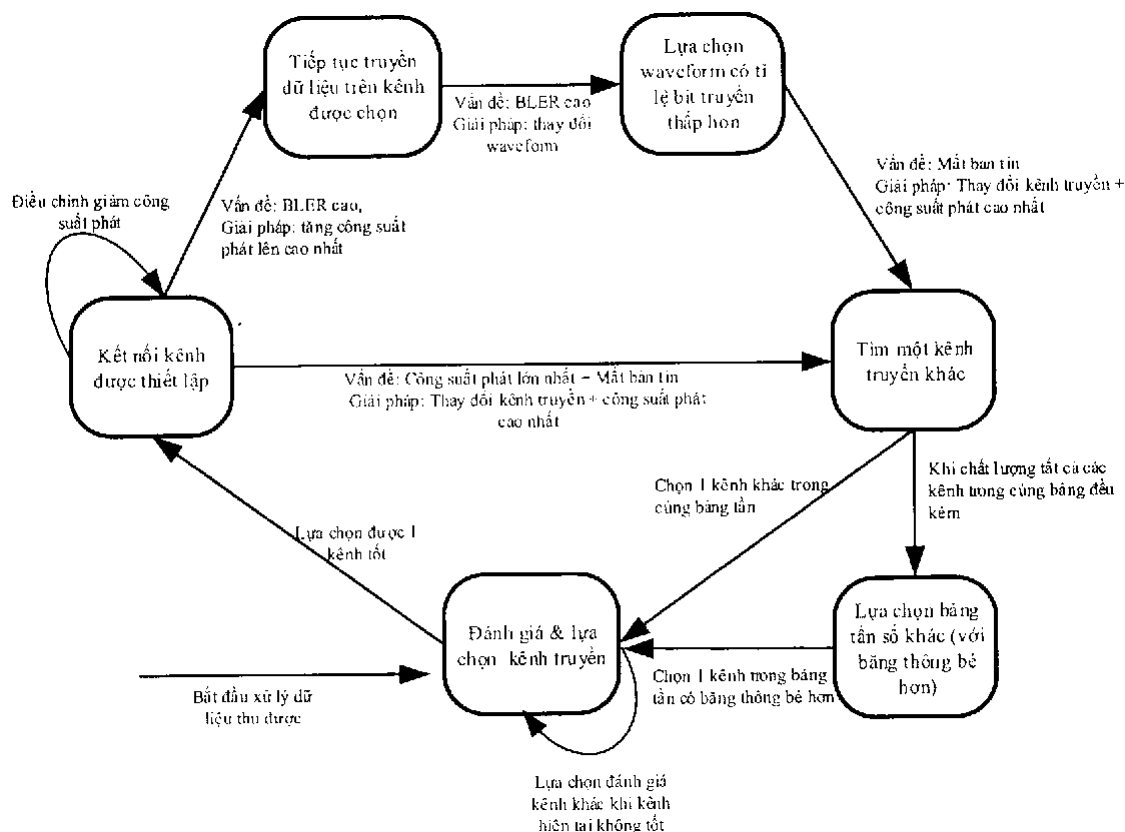 Tiếp tục truyền
dữ liệu trên kênh
được chọn
Lựa chọn
waveform có tỉ
lệ bit truyền
thấp hơn
Vấn đề: BLER cao
Giải pháp: thay đổi
waveform
Vấn đề: Mất bản tin
Giải pháp: Thay đổi kênh truyền +
công suất phát cao nhất
Điều chỉnh giảm công
suất phát
Vấn đề: BLER cao,
Giải pháp: tăng công suất
phát lên cao nhất
Kết nối kênh
được thiết lập
Tìm một kênh
truyền khác
Vấn đề: Công suất phát lớn nhất – Mất bản tin
Giải pháp: Thay đổi kênh truyền + công suất phát
cao nhất
Chọn 1 kênh khác trong
cùng bảng tần
Khi chất lượng tất cả các
kênh trong cùng bảng đều
kém
Lựa chọn được 1
kênh tốt
Đánh giá & lựa
chọn kênh truyền
Lựa chọn bảng
tần số khác (với
băng thông bé
hơn)
Chọn 1 kênh trong bảng
tần có băng thông bé hơn
Bắt đầu xử lý dữ
liệu thu được
Lựa chọn đánh giá
kênh khác khi kênh
hiện tại không tốt